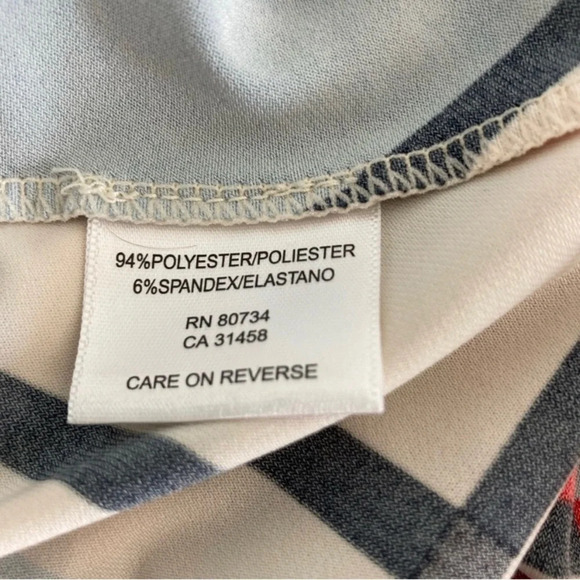 94%POLYESTER/POLIESTER
6%SPANDEX/ELASTANO
RN 80734
CA 31458
CARE ON REVERSE